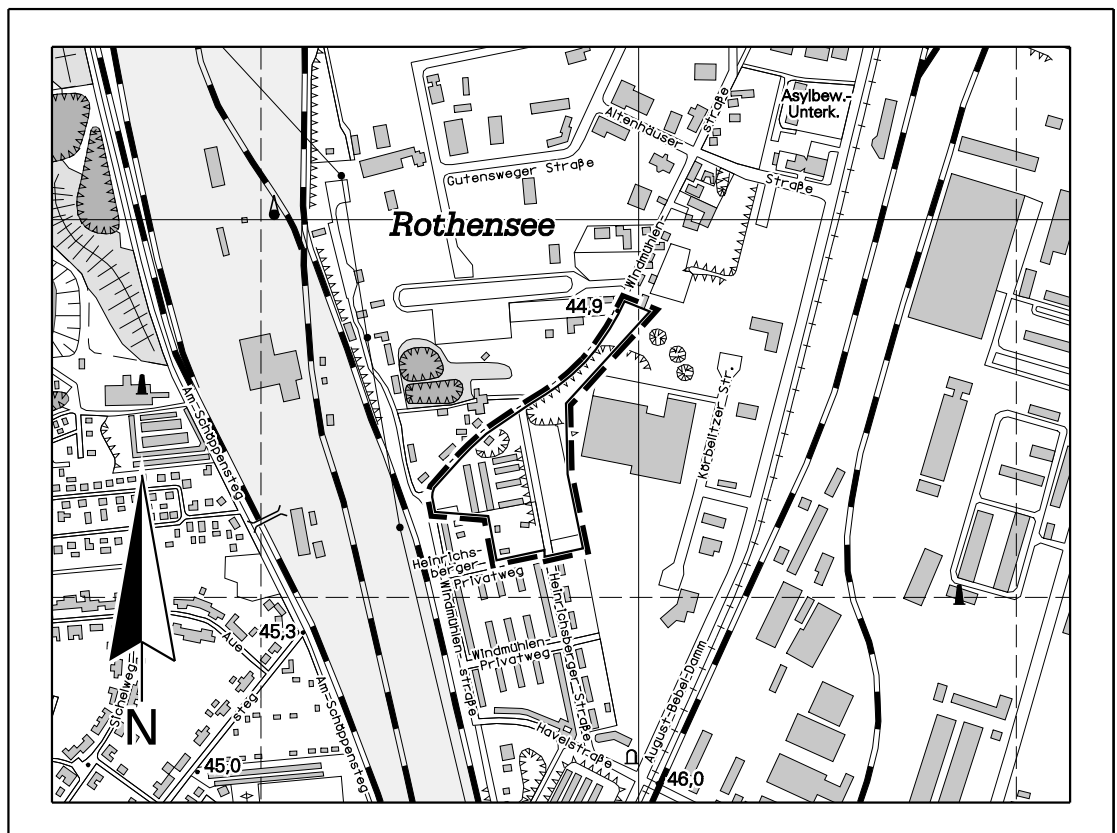 Asylbew.-
Unterk.
straße
Altenhäuser
Straße
Gutensweger Straße
Rothensee
Windmühlen-
44,9
Körbelitzer Str.
Am-Schöppensteg
Heinrichs-
berger
Privatweg
Windmühlen-
straße
Heinrichsberger-Straße
Windmühlen-
Privatweg
45,3
Aue
Sichelweg
steg
Am-Schöppensteg
N
Havelstraße
August-Bebel-Damm
45,0
46,0